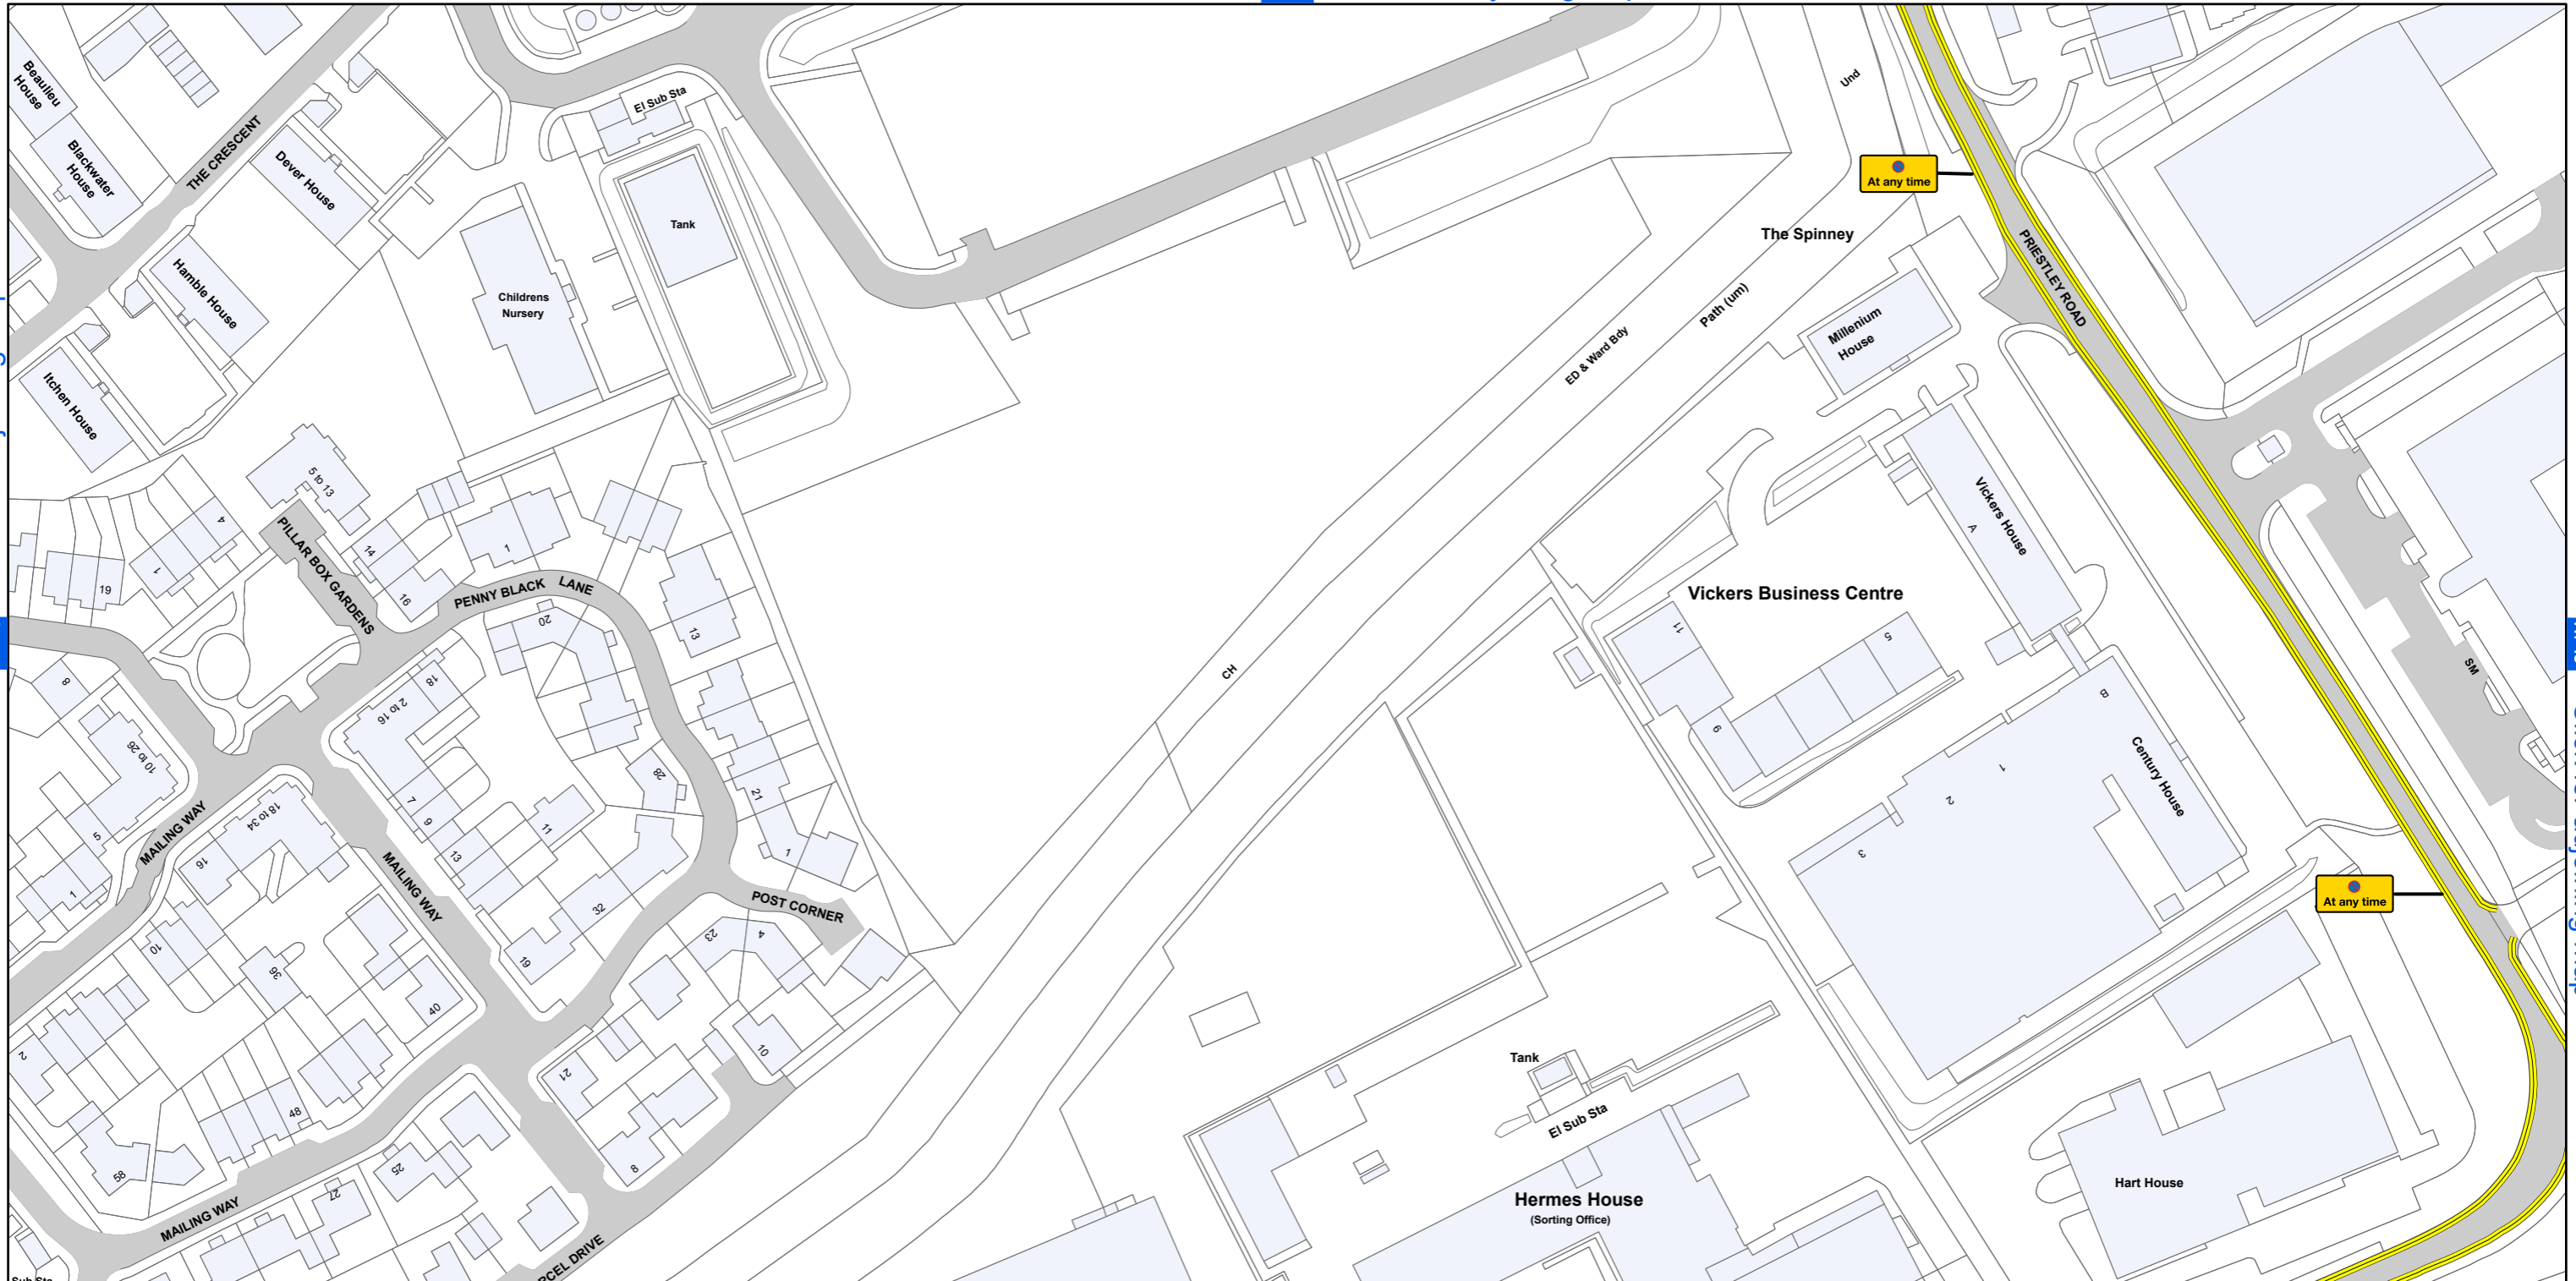 Beaulieu
House
Blackwater
House
THE CRESCENT
Dever House
Hamble House
Itchen House
El Sub Sta
Tank
Childrens
Nursery
Und
At any time
The Spinney
PRIESTLEY ROAD
Path (um)
ED & Ward Bdy
Millenium
House
Vickers House
A
5 to 13
4
1
19
PILLAR BOX GARDENS
14
16
1
PENNY BLACK LANE
20
13
Vickers Business Centre
11
5
9
B
SM
CH
8
10 to 26
2 to 16
18
28
21
1
7
9
13
11
5
1
MAILING WAY
18 to 34
16
MAILING WAY
32
19
POST CORNER
23
4
Century House
1
2
3
At any time
10
36
40
2
21
10
8
48
58
25
27
MAILING WAY
RCEL DRIVE
Tank
El Sub Sta
Hermes House
(Sorting Office)
Hart House
Sub Sta